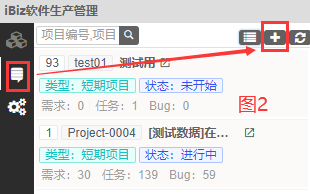 iBiz软件生产管理
项目编号,项目
93 test01 测试用
类型：短期项目 状态：未开始
需求：0 任务：1 Bug：0
图2
1 Project-0004 [测试数据]在...
类型：短期项目 状态：进行中
需求：30 任务：139 Bug：59